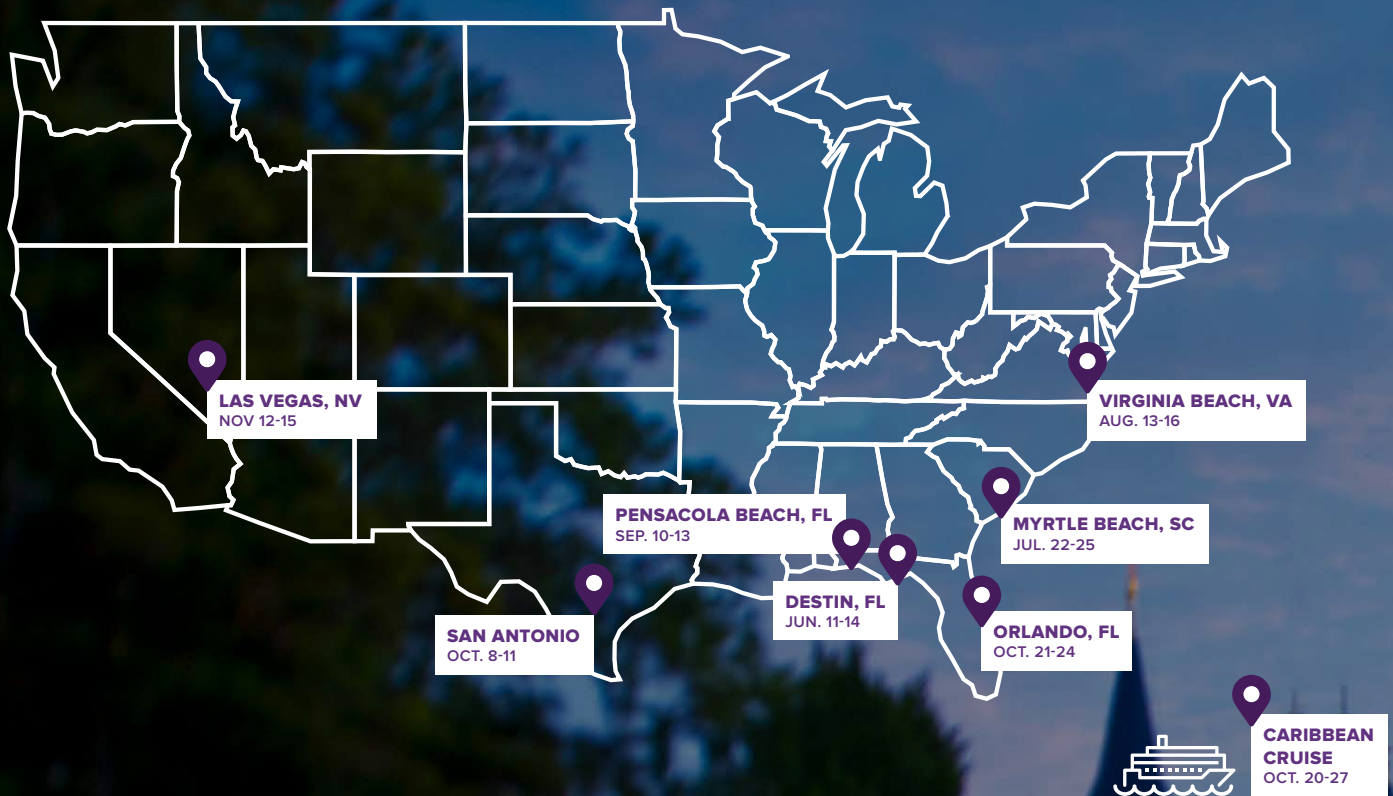 LAS VEGAS, NV
NOV 12-15
VIRGINIA BEACH, VA
AUG. 13-16
PENSACOLA BEACH, FL
SEP. 10-13
MYRTLE BEACH, SC
JUL. 22-25
DESTIN, FL
JUN. 11-14
SAN ANTONIO
OCT. 8-11
ORLANDO, FL
OCT. 21-24
CARIBBEAN
CRUISE
OCT. 20-27